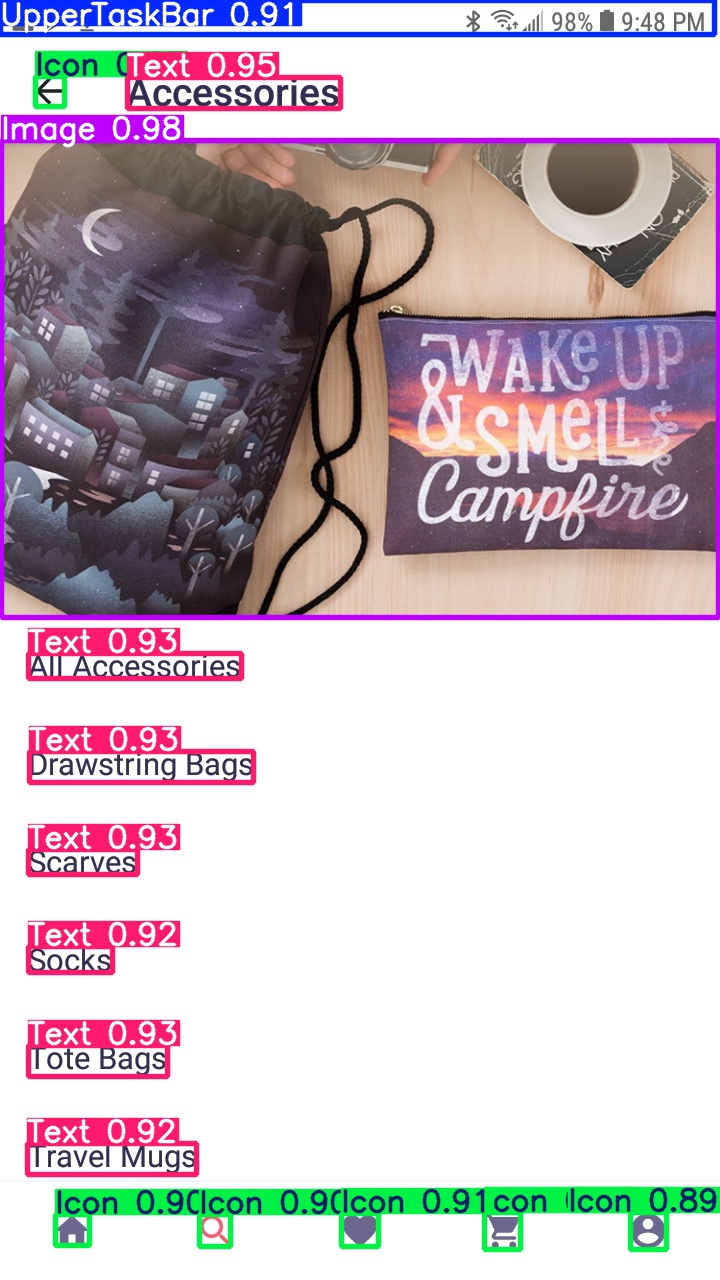 UpperTaskBar 0.91
98% 9:48 PM
Icon 0
Text 0.95
Accessories
Image 0.98
WAKE UP
& SMELL the
Campfire
Text 0.93
All Accessories
Text 0.93
Drawstring Bags
Text 0.93
Scarves
Text 0.92
Socks
Text 0.93
Tote Bags
Text 0.92
Travel Mugs
Icon 0.90 Icon 0.90 Icon 0.91 con Icon 0.89